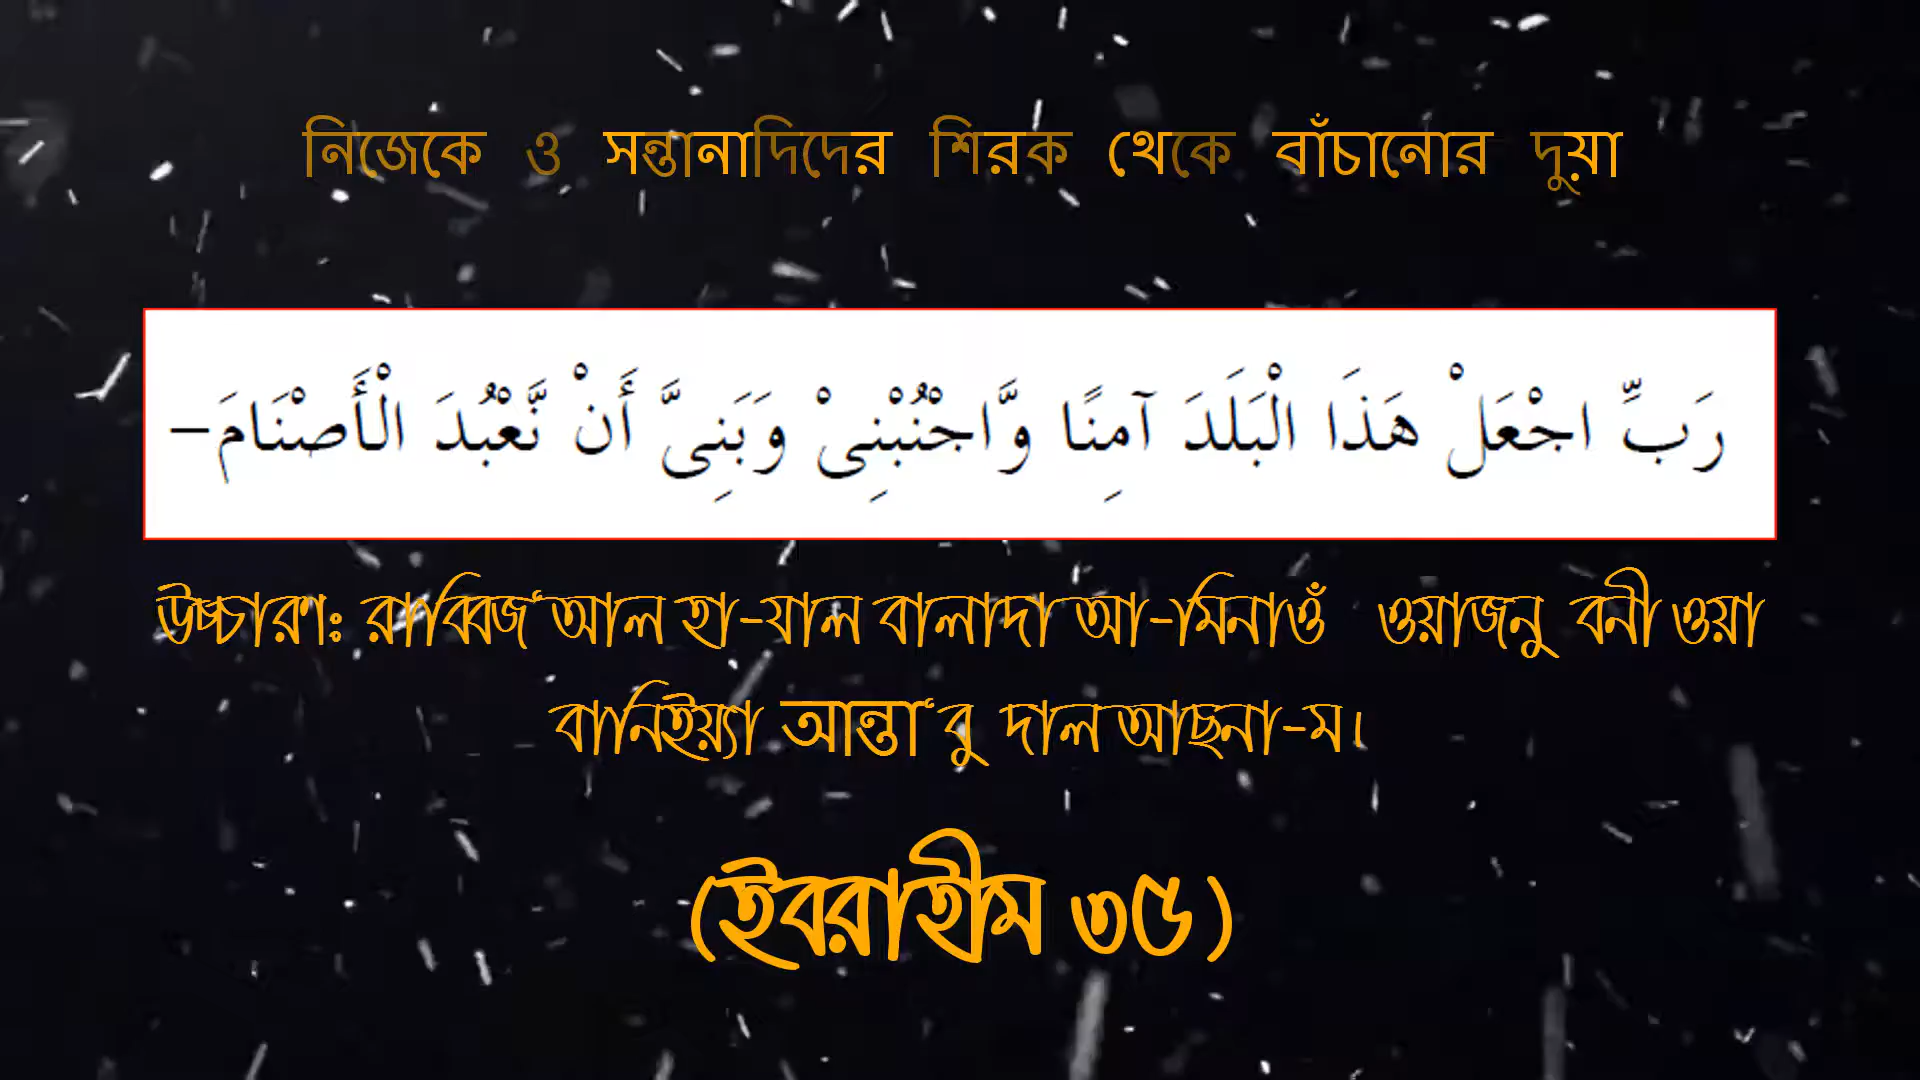 নিজেকে ও সন্তানাদিদের শিরক থেকে বাঁচানোর দুয়া
رَبِّ اجْعَلْ هَذَا الْبَلَدَ آمِنًا وَّاجْنُبْنِىْ وَبَنِىَّ أَنْ نَّعْبُدَ الْأَصْنَامَ–
উচ্চারণঃ রাব্বিজ‘আল হা-যাল বালাদা আ-মিনাওঁ ওয়াজনু বনী ওয়া
বানিইয়্যা আন্তা‘বু দাল আছনা-ম।
(ইবরাহীম ৩৫)